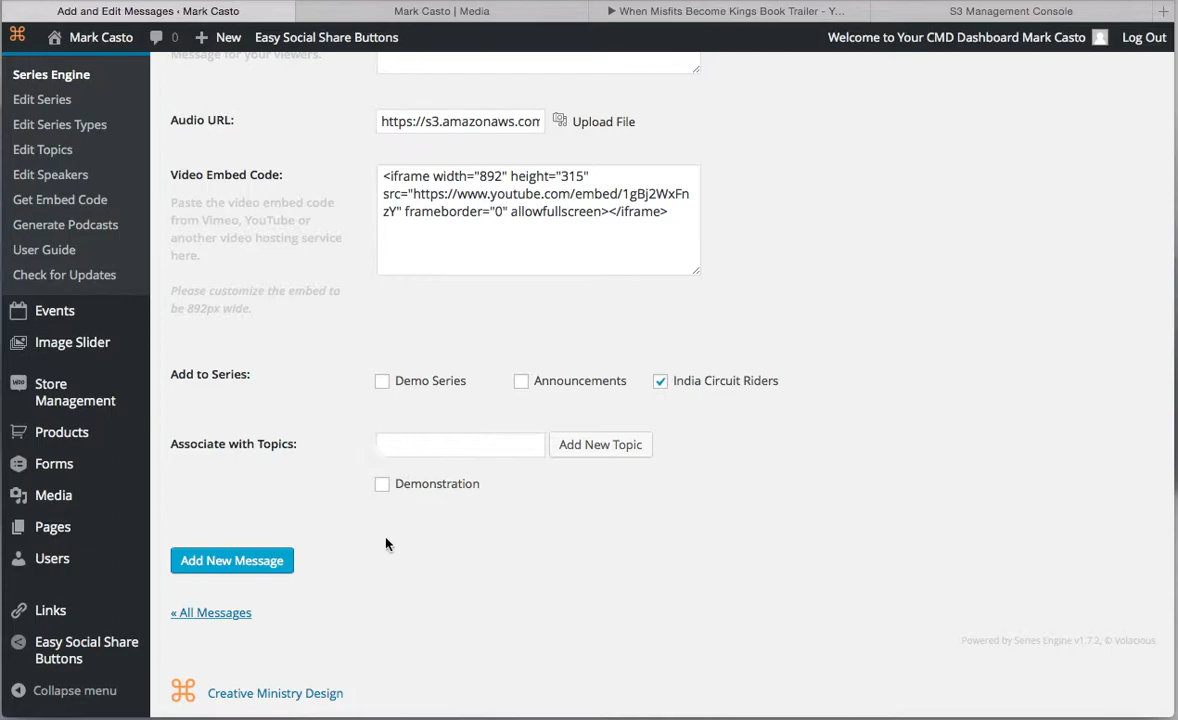 Add and Edit Messages ‹ Mark Casto
Mark Casto | Media
▶ When Misfits Become Kings Book Trailer - Y...
S3 Management Console
Mark Casto
0
+ New
Easy Social Share Buttons
Welcome to Your CMD Dashboard Mark Casto
Log Out
Series Engine
Edit Series
Edit Series Types
Edit Topics
Edit Speakers
Get Embed Code
Generate Podcasts
User Guide
Check for Updates
Events
Image Slider
Store
Management
Products
Forms
Media
Pages
Users
Links
Easy Social Share
Buttons
Collapse menu
Message for your viewers.
Audio URL:
https://s3.amazonaws.com
Upload File
Video Embed Code:
Paste the video embed code
from Vimeo, YouTube or
another video hosting service
here.
Please customize the embed to
be 892px wide.
<iframe width="892" height="315"
src="https://www.youtube.com/embed/1gBj2WxFn
zY" frameborder="0" allowfullscreen></iframe>
Add to Series:
Demo Series
Announcements
India Circuit Riders
Associate with Topics:
Add New Topic
Demonstration
Add New Message
« All Messages
Powered by Series Engine v1.7.2, © Volacious
Creative Ministry Design